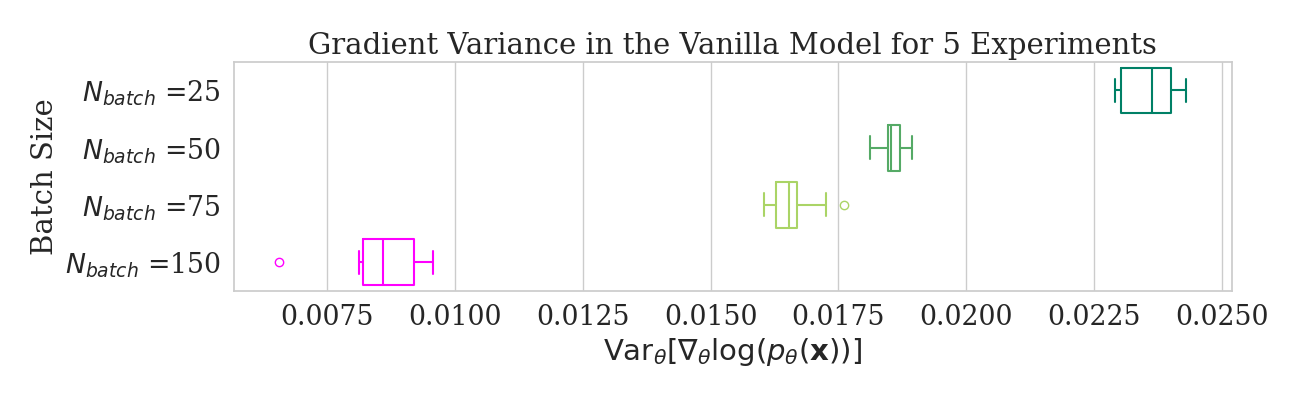 Gradient Variance in the Vanilla Model for 5 Experiments
Batch Size
N_batch =25
N_batch =50
N_batch =75
N_batch =150
0.0075 0.0100 0.0125 0.0150 0.0175 0.0200 0.0225 0.0250
Var_θ[∇_θlog(p_θ(x))]